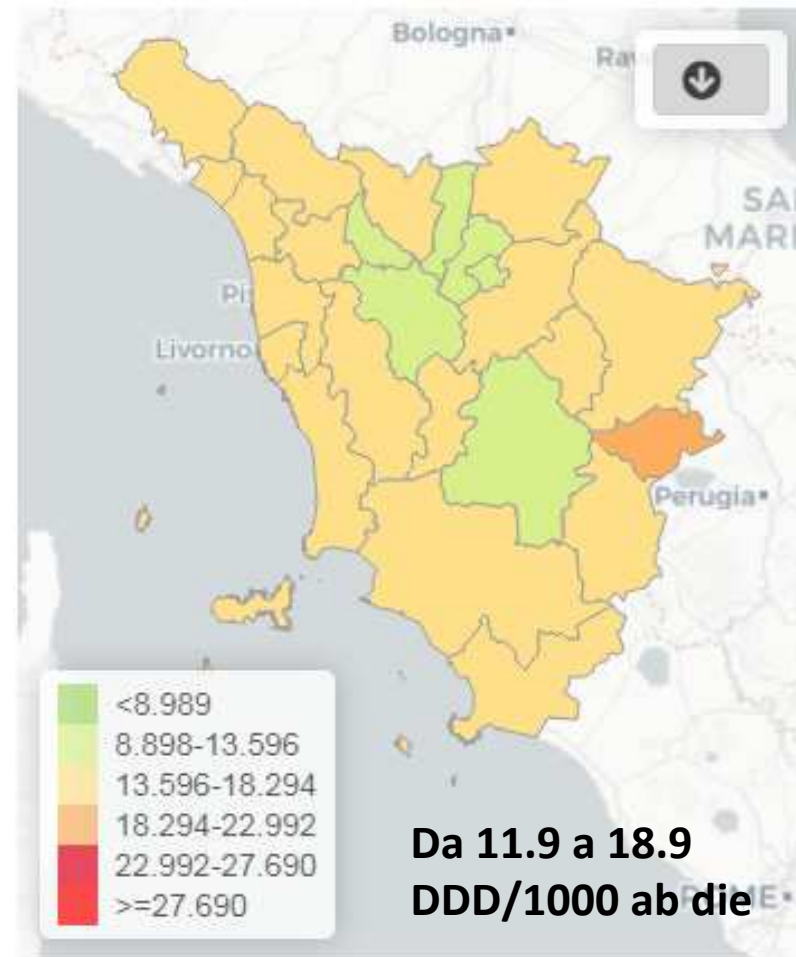 Bologna
SA
MARI
Livorno
Perugia
<8.989
8.898-13.596
13.596-18.294
18.294-22.992
22.992-27.690
>=27.690
Da 11.9 a 18.9
DDD/1000 ab die